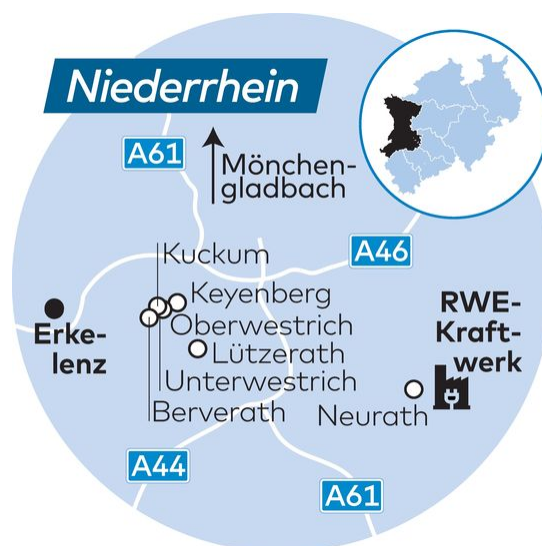 Niederrhein
A61
Mönchen-
gladbach
A46
Kuckum
Keyenberg
Oberwestrich
Lützerath
Unterwestrich
Berverath
Erke-
lenz
RWE-
Kraft-
werk
Neurath
A44
A61